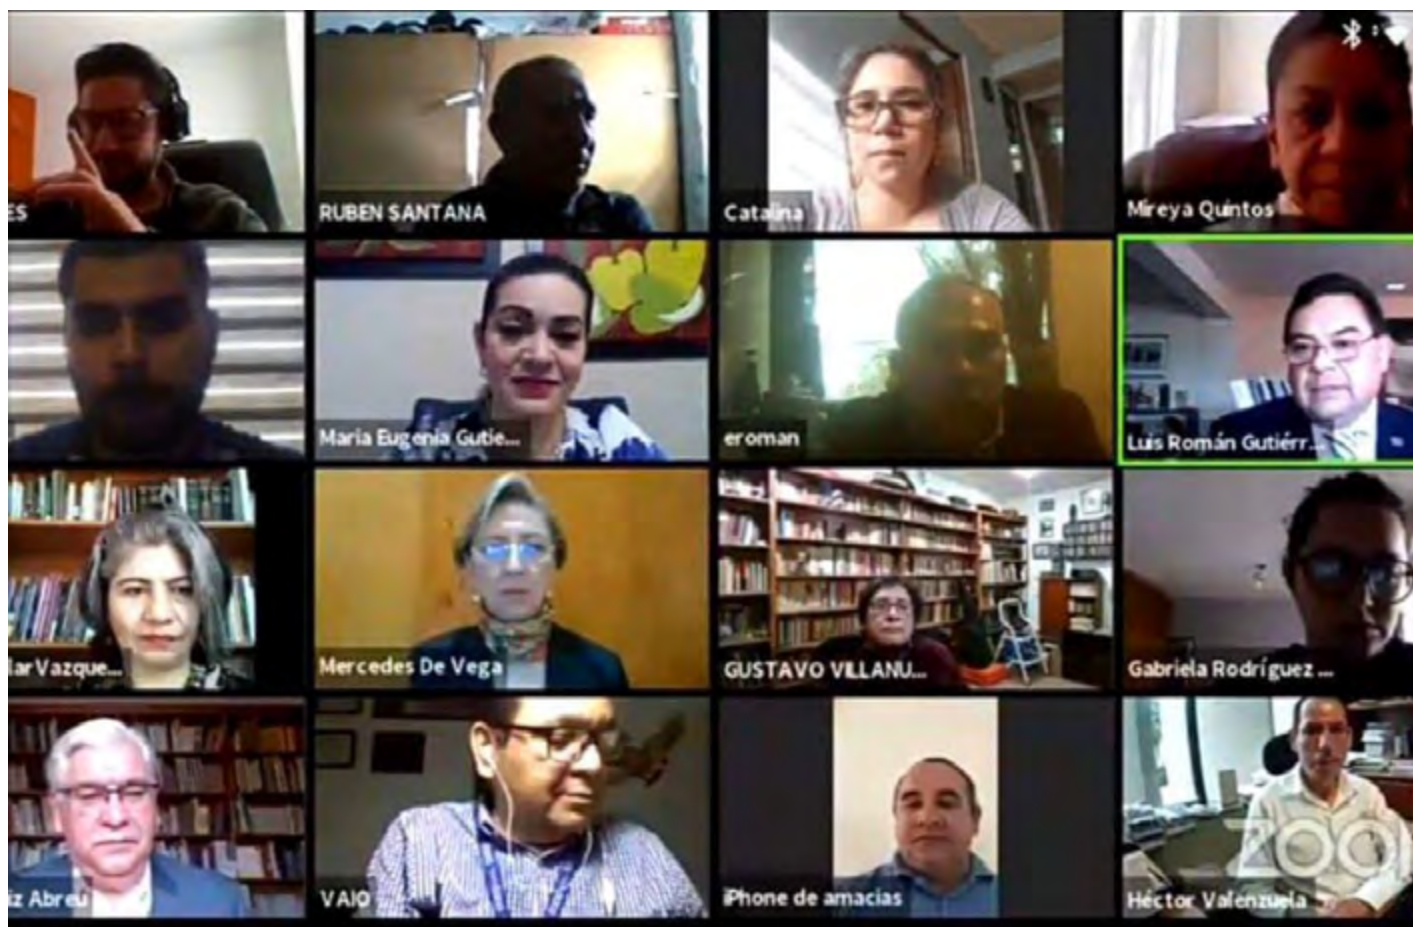 ES
RUBEN SANTANA
Catalina
Mireya Quintos
Maria Eugenia Gutie...
eroman
Luis Román Gutiérr...
lar Vazque...
Mercedes De Vega
GUSTAVO VILLANU...
Gabriela Rodríguez ...
iz Abreu
VAIO
iPhone de amacias
Héctor Valenzuela
zoom